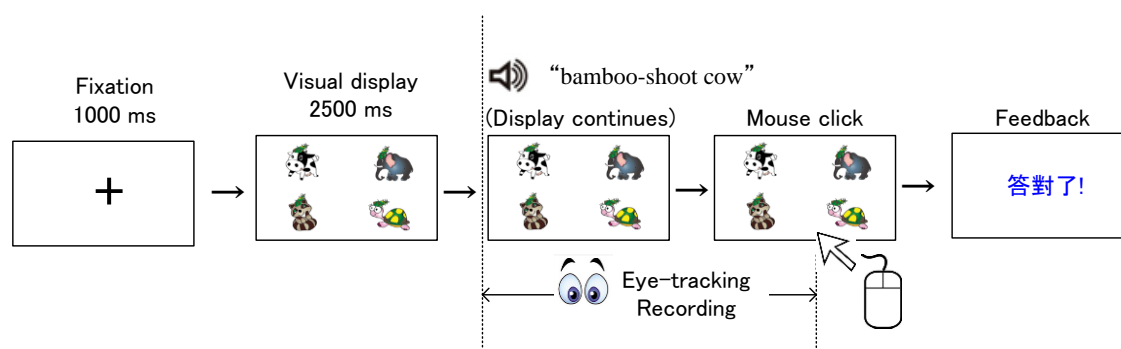 Fixation
1000 ms
Visual display
2500 ms
“bamboo-shoot cow”
(Display continues)
Mouse click
Feedback
答對了!
Eye-tracking
Recording